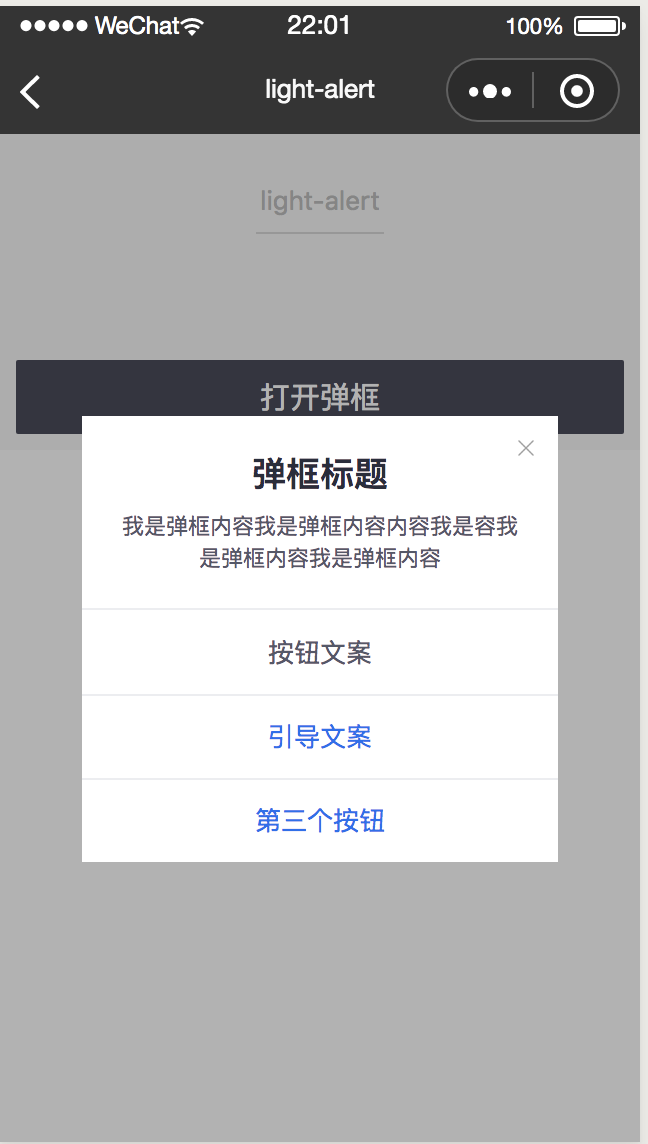 WeChat 22:01 100%
light-alert
light-alert
打开弹框
弹框标题
我是弹框内容我是弹框内容内容我是容我
是弹框内容我是弹框内容
按钮文案
引导文案
第三个按钮